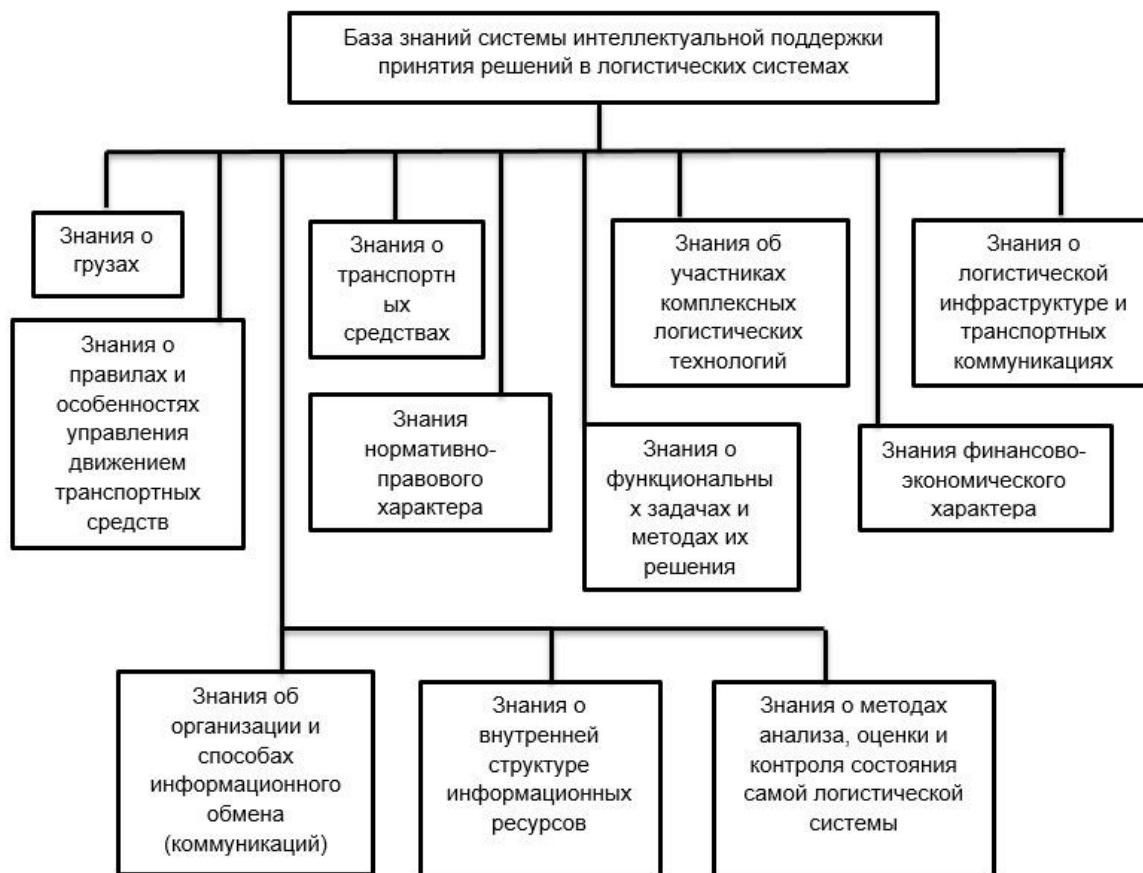 База знаний системы интеллектуальной поддержки
принятия решений в логистических системах
Знания о
грузах
Знания о
транспортн
ых
средствах
Знания об
участниках
комплексных
логистических
технологий
Знания о
логистической
инфраструктуре и
транспортных
коммуникациях
Знания о
правилах и
особенностях
управления
движением
транспортных
средств
Знания
нормативно-
правового
характера
Знания о
функциональны
х задачах и
методах их
решения
Знания финансово-
экономического
характера
Знания об
организации и
способах
информационного
обмена
(коммуникаций)
Знания о
внутренней
структуре
информационных
ресурсов
Знания о методах
анализа, оценки и
контроля состояния
самой логистической
системы